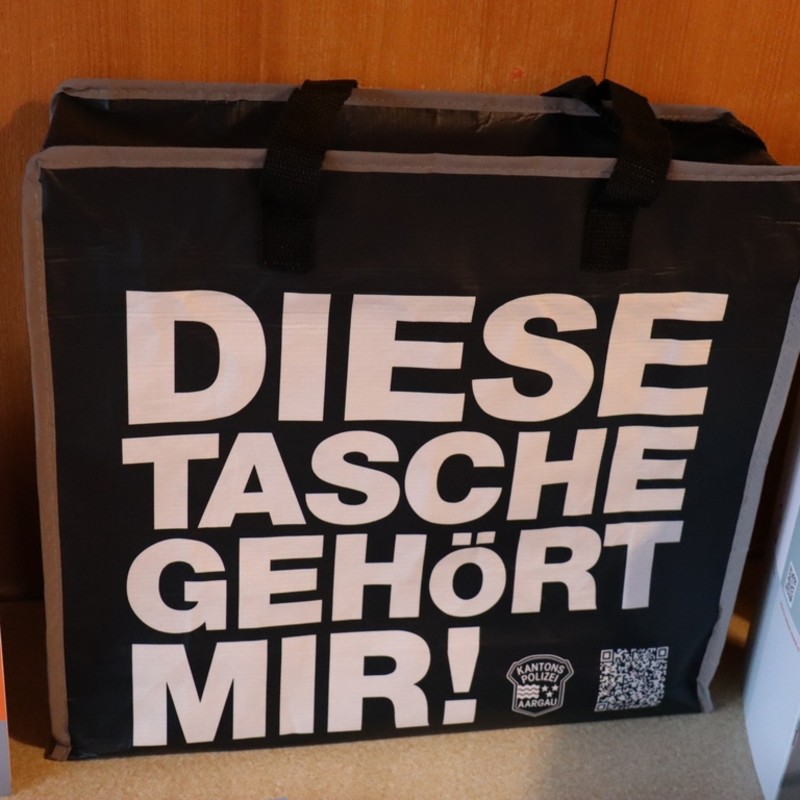 DIESE
TASCHE
GEHÖRT
MIR!
KANTONS
POLIZEI
AARGAU